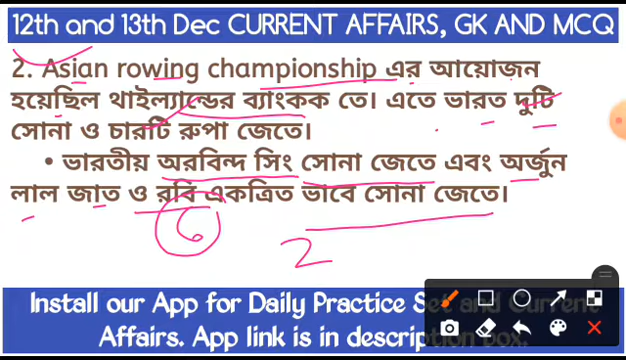 12th and 13th Dec CURRENT AFFAIRS, GK AND MCQ
2. Asian rowing championship এর আয়োজন
হয়েছিল থাইল্যান্ডের ব্যাংকক তে। এতে ভারত দুটি
সোনা ও চারটি রুপা জেতে।
• ভারতীয় অরবিন্দ সিং সোনা জেতে এবং অর্জুন
লাল জাত ও রবি একত্রিত ভাবে সোনা জেতে।
6
2
Install our App for Daily Practice Set and Current
Affairs. App link is in description box.